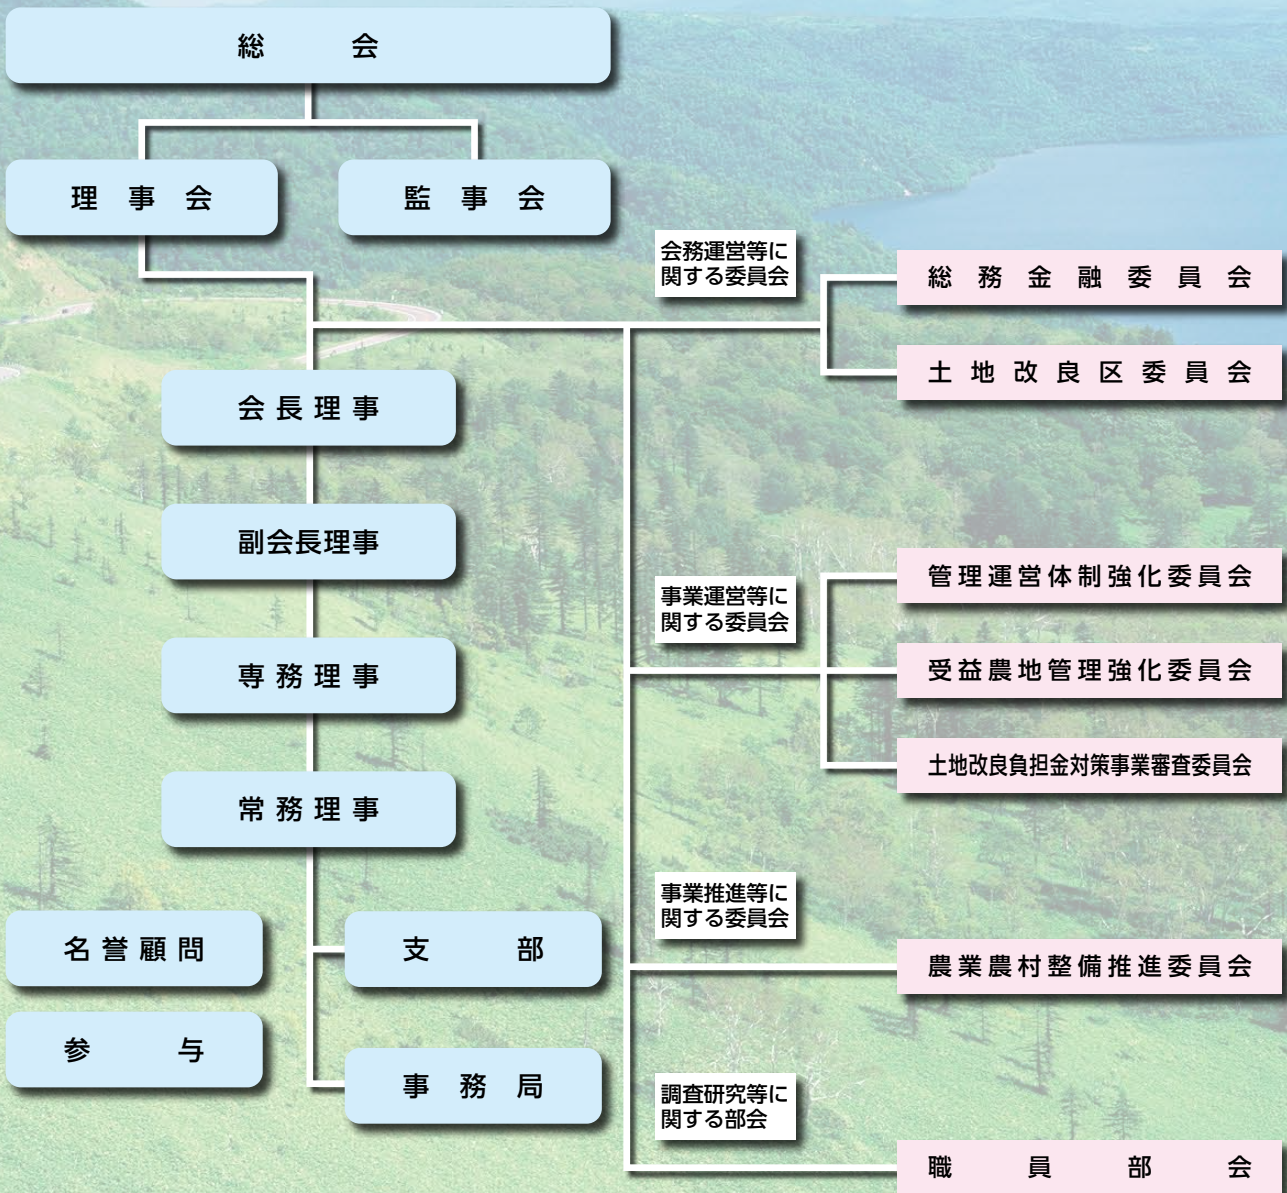 総会
理事会
監事会
会長理事
副会長理事
専務理事
常務理事
名誉顧問
参与
支部
事務局
会務運営等に
関する委員会
総務金融委員会
土地改良区委員会
事業運営等に
関する委員会
管理運営体制強化委員会
受益農地管理強化委員会
土地改良負担金対策事業審査委員会
事業推進等に
関する委員会
農業農村整備推進委員会
調査研究等に
関する部会
職員部会